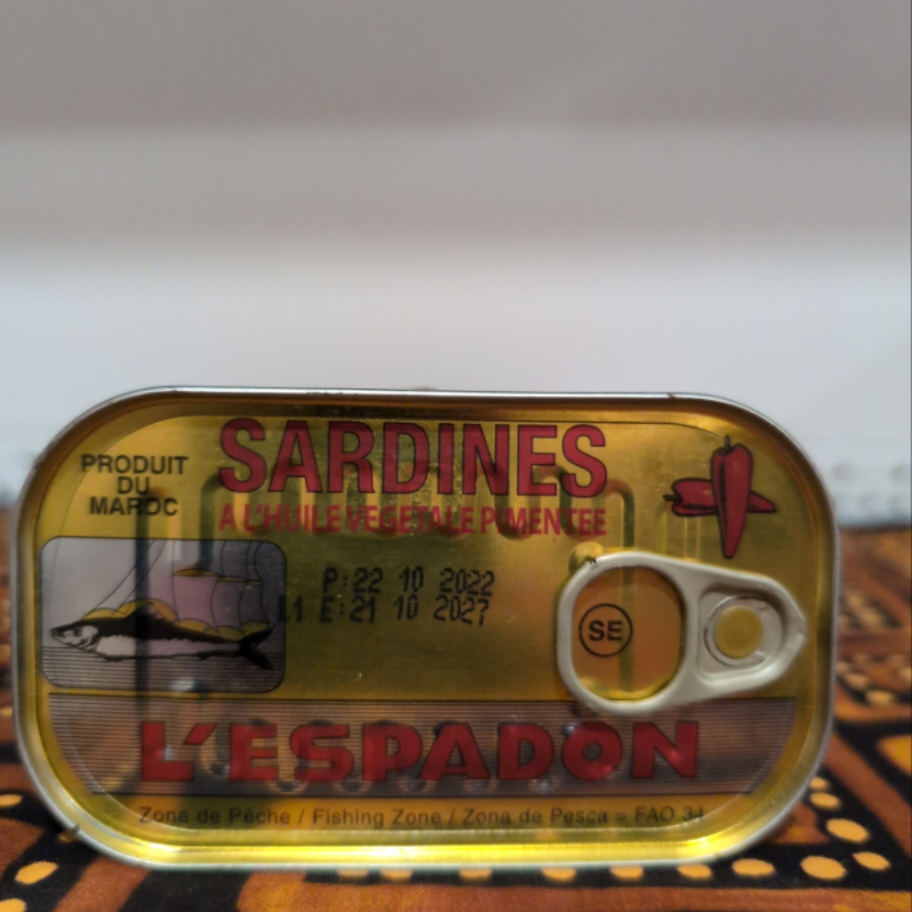 SARDINES
A L'HUILE VEGETALE PIMENTEE
PRODUIT
DU
MAROC
P:22 10 2022
L1 E:21 10 2027
SE
L'ESPADON
Zone de Pêche / Fishing Zone / Zona de Pesca = FAO 34